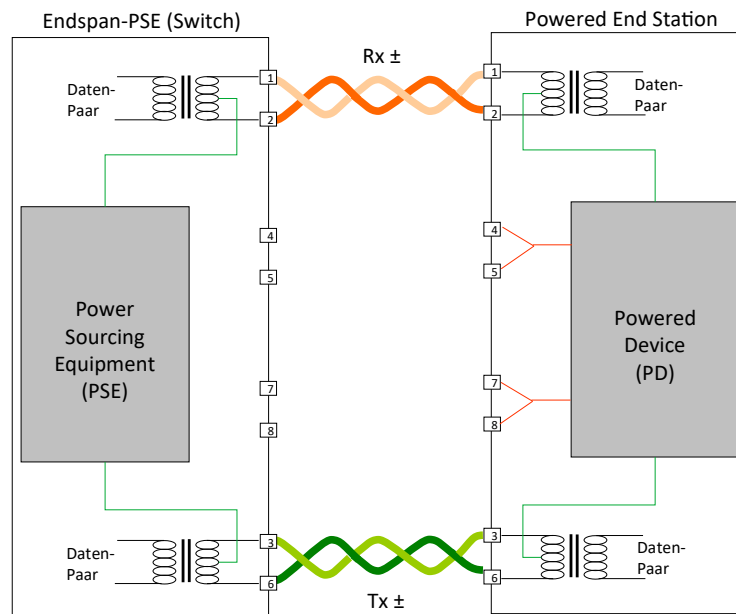 Endspan-PSE (Switch)
Powered End Station
Rx ±
1
Daten-
Paar
2
1
Daten-
Paar
2
4
5
4
5
Power
Sourcing
Equipment
(PSE)
Powered
Device
(PD)
7
8
7
8
3
Daten-
Paar
6
3
Daten-
Paar
6
Tx ±